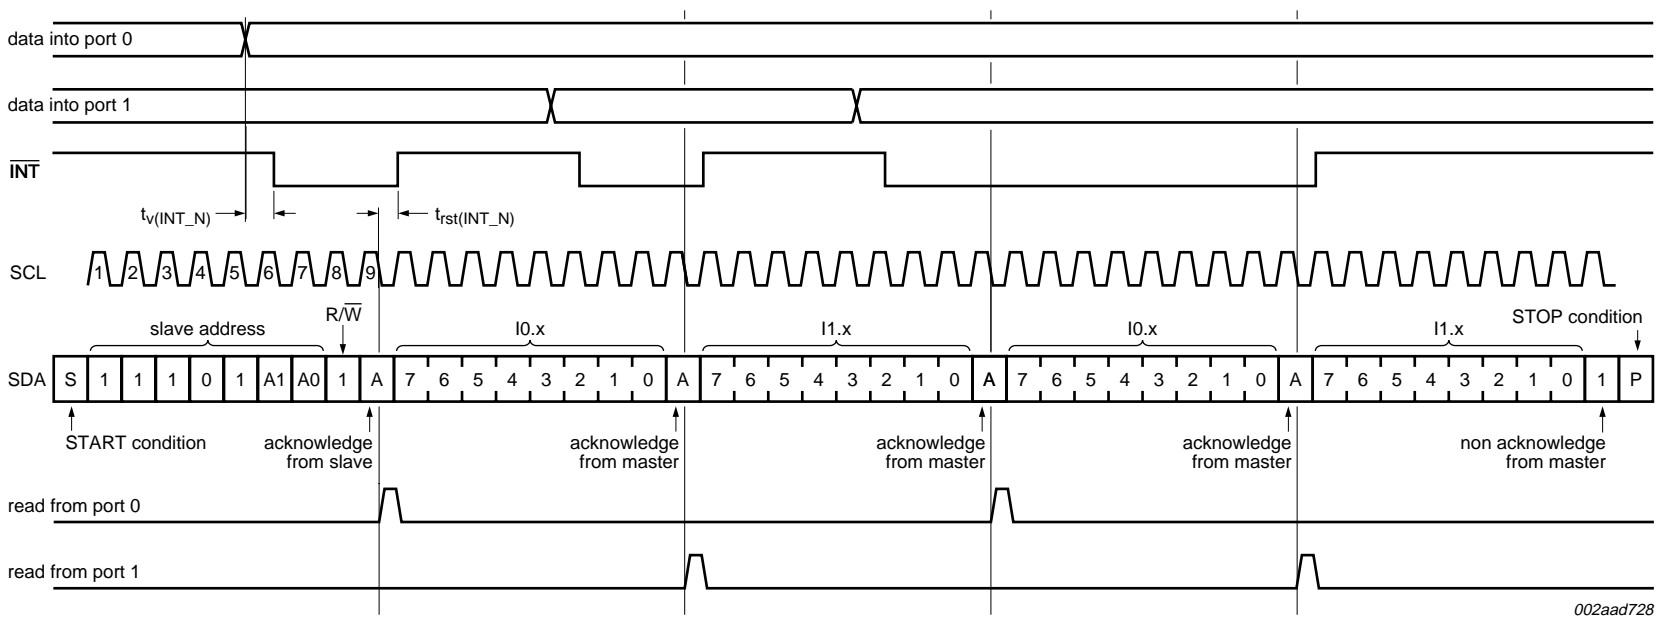 data into port 0
data into port 1
INT
tv(INT_N)
trst(INT_N)
SCL
1 2 3 4 5 6 7 8 9
R/W
slave address
I0.x
I1.x
I0.x
I1.x
STOP condition
SDA S 1 1 1 0 1 A1 A0 1 A 7 6 5 4 3 2 1 0 A 7 6 5 4 3 2 1 0 A 7 6 5 4 3 2 1 0 A 7 6 5 4 3 2 1 0 1 P
START condition
acknowledge
from slave
acknowledge
from master
acknowledge
from master
acknowledge
from master
non acknowledge
from master
read from port 0
read from port 1
002aad728